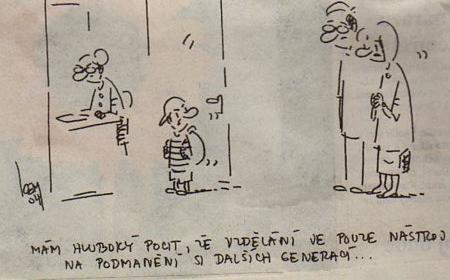 MÁM HLUBOKÝ POCIT, ŽE VZDĚLÁNÍ JE POUZE NÁSTROJ
NA PODMANĚNÍ SI DALŠÍCH GENERACÍ...